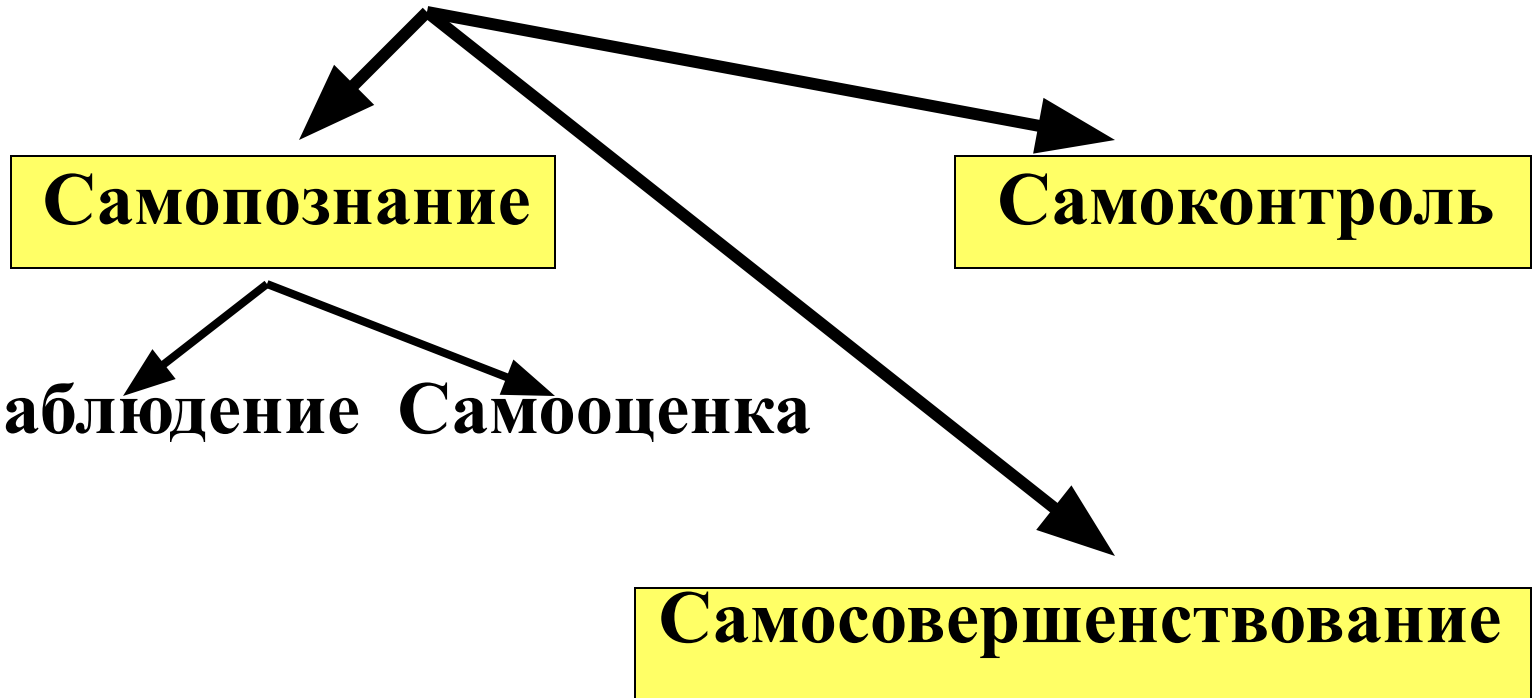 Самопознание Самоконтроль
аблюдение Самооценка
Самосовершенствование